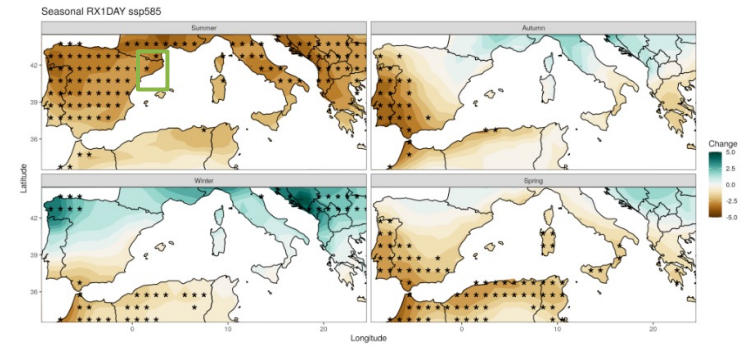 Seasonal RX1DAY ssp585
Summer
Autumn
42
39
36
Latitude
Winter
Spring
42
39
36
0
10
20
0
10
20
Longitude
Change
5.0
2.5
0.0
-2.5
-5.0